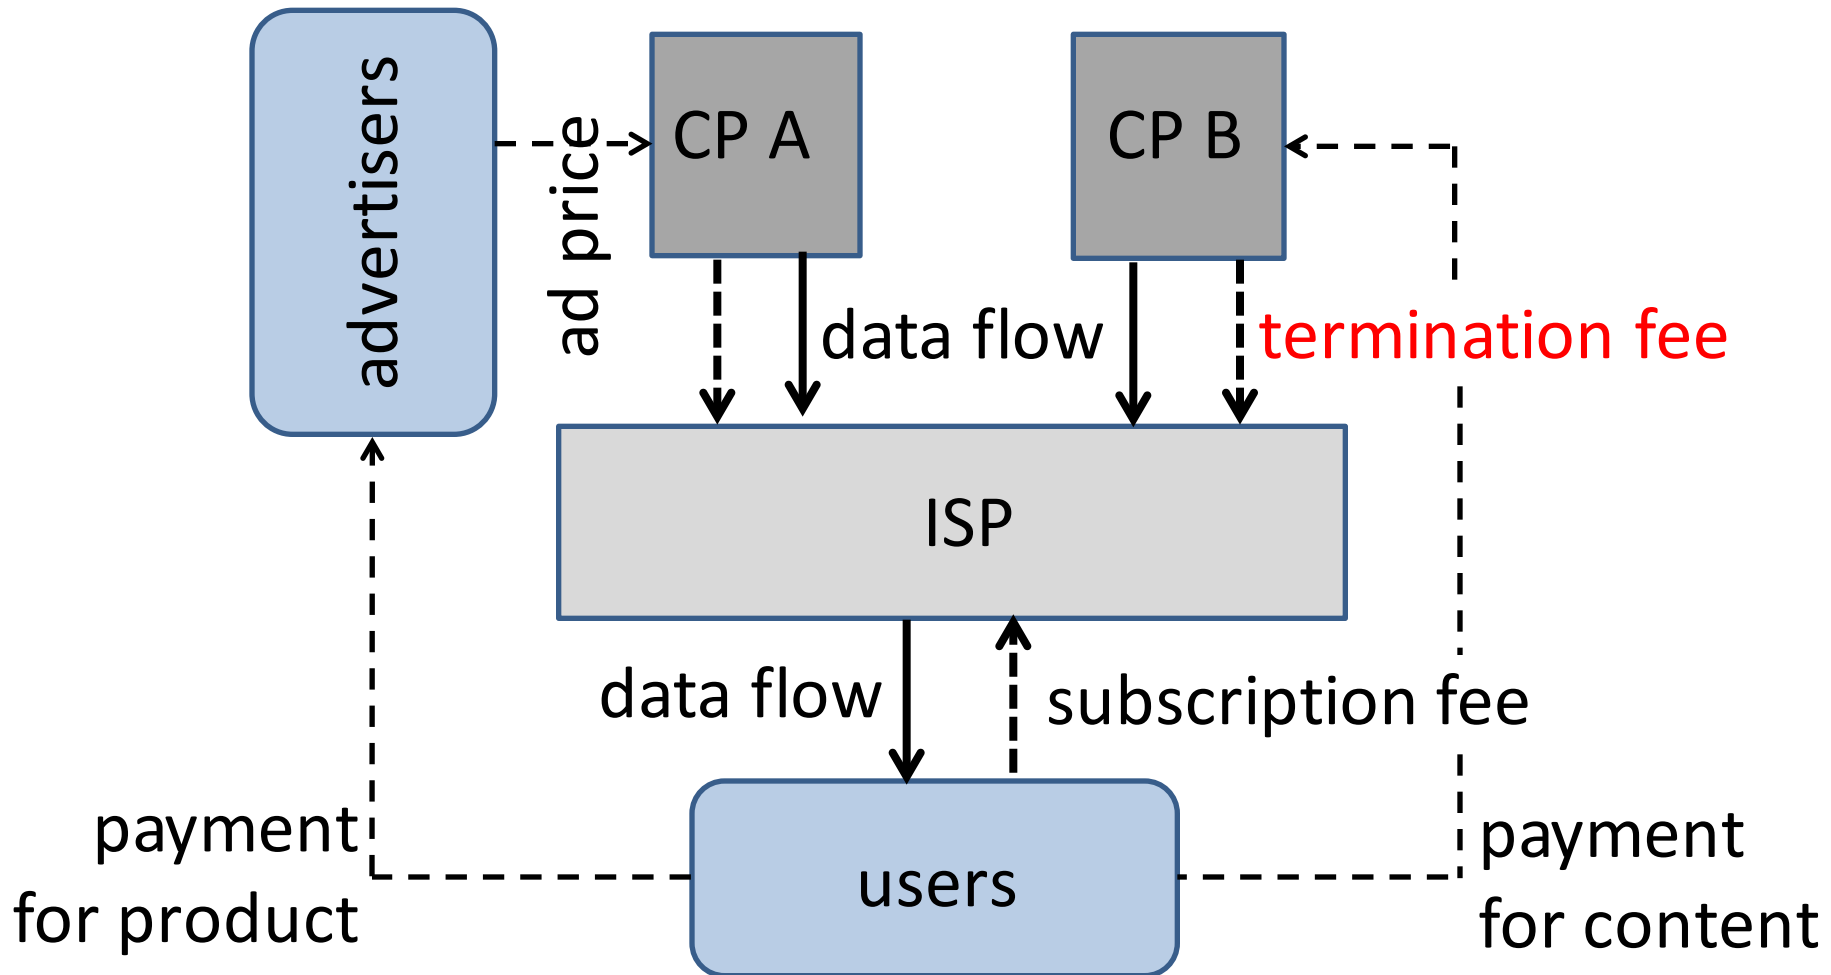 advertisers
ad price
CP A
CP B
data flow
termination fee
ISP
data flow
subscription fee
payment
for product
users
payment
for content